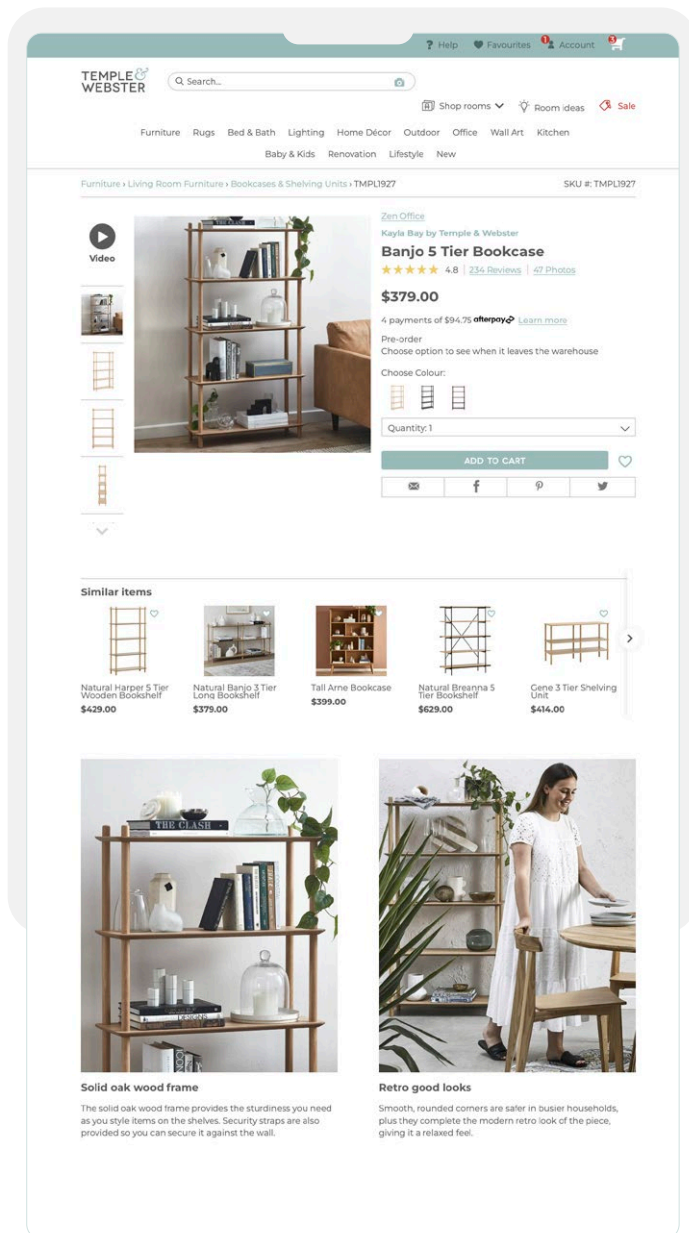 ? Help Favourites 1 Account 3
TEMPLE &
WEBSTER
Search...
Shop rooms Room ideas Sale
Furniture Rugs Bed & Bath Lighting Home Décor Outdoor Office Wall Art Kitchen
Baby & Kids Renovation Lifestyle New
Furniture › Living Room Furniture › Bookcases & Shelving Units › TMPL1927 SKU #: TMPL1927
Video
Zen Office
Kayla Bay by Temple & Webster
Banjo 5 Tier Bookcase
4.8 | 234 Reviews | 47 Photos
$379.00
4 payments of $94.75 afterpay Learn more
Pre-order
Choose option to see when it leaves the warehouse
Choose Colour:
Quantity: 1
ADD TO CART
THE CLASH
Similar items
Natural Harper 5 Tier
Wooden Bookshelf
$429.00
Natural Banjo 3 Tier
Long Bookshelf
$379.00
Tall Arne Bookcase
$399.00
Natural Breanna 5
Tier Bookshelf
$629.00
Gene 3 Tier Shelving
Unit
$414.00
THE CLASH
Solid oak wood frame
The solid oak wood frame provides the sturdiness you need
as you style items on the shelves. Security straps are also
provided so you can secure it against the wall.
Retro good looks
Smooth, rounded corners are safer in busier households,
plus they complete the modern retro look of the piece,
giving it a relaxed feel.